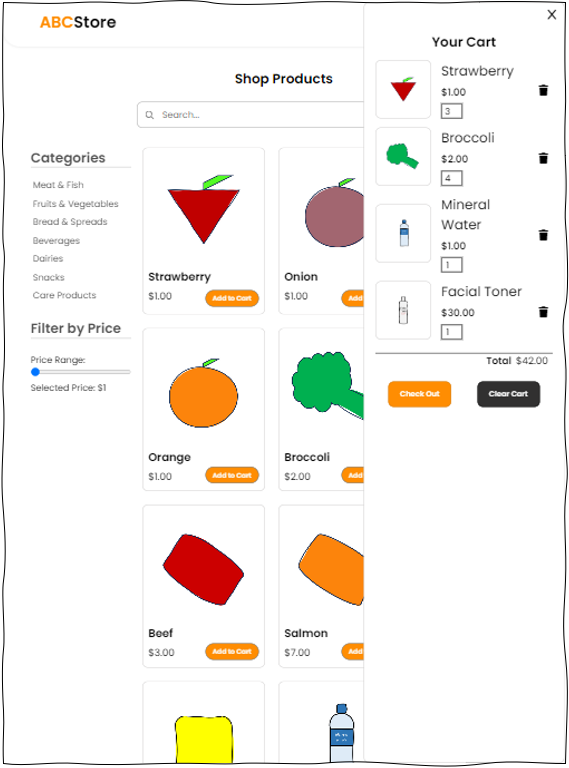 ABCStore
X
Your Cart
Strawberry
$1.00
3
Broccoli
$2.00
4
Mineral
Water
$1.00
1
Facial Toner
$30.00
1
Total $42.00
Check Out
Clear Cart
Shop Products
Search...
Categories
Meat & Fish
Fruits & Vegetables
Bread & Spreads
Beverages
Dairies
Snacks
Care Products
Filter by Price
Price Range:
Selected Price: $1
Strawberry
$1.00
Add to Cart
Onion
$1.00
Add
Orange
$1.00
Add to Cart
Broccoli
$2.00
Add
Beef
$3.00
Add to Cart
Salmon
$7.00
Add